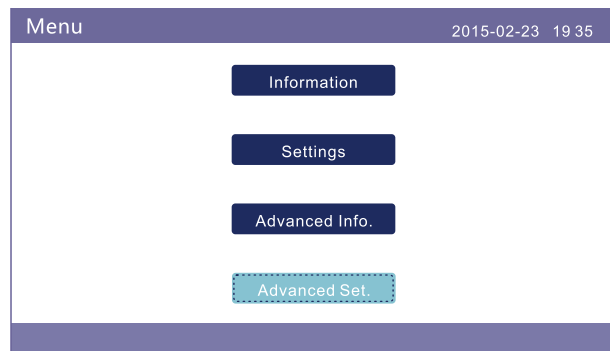 Menu
2015-02-23 19 35
Information
Settings
Advanced Info.
Advanced Set.